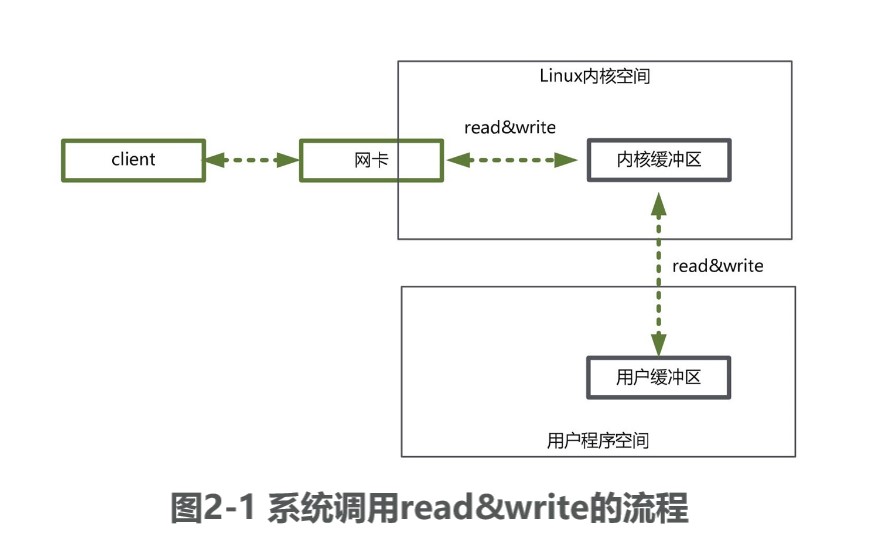 Linux内核空间
read&write
client
网卡
内核缓冲区
read&write
用户缓冲区
用户程序空间
图2-1 系统调用read&write的流程